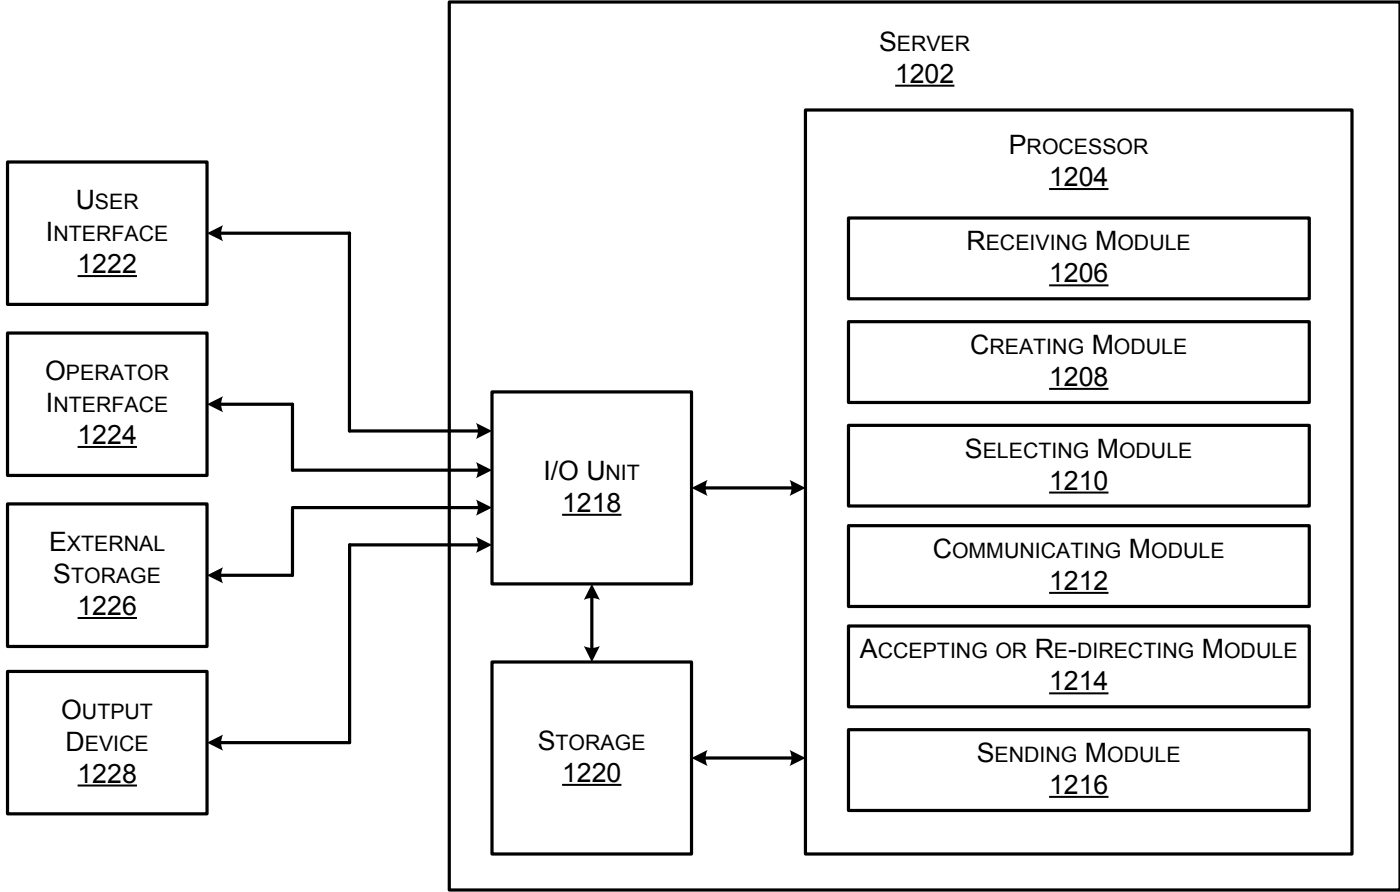 SERVER
1202
PROCESSOR
1204
RECEIVING MODULE
1206
CREATING MODULE
1208
SELECTING MODULE
1210
COMMUNICATING MODULE
1212
ACCEPTING OR RE-DIRECTING MODULE
1214
SENDING MODULE
1216
I/O UNIT
1218
STORAGE
1220
USER
INTERFACE
1222
OPERATOR
INTERFACE
1224
EXTERNAL
STORAGE
1226
OUTPUT
DEVICE
1228